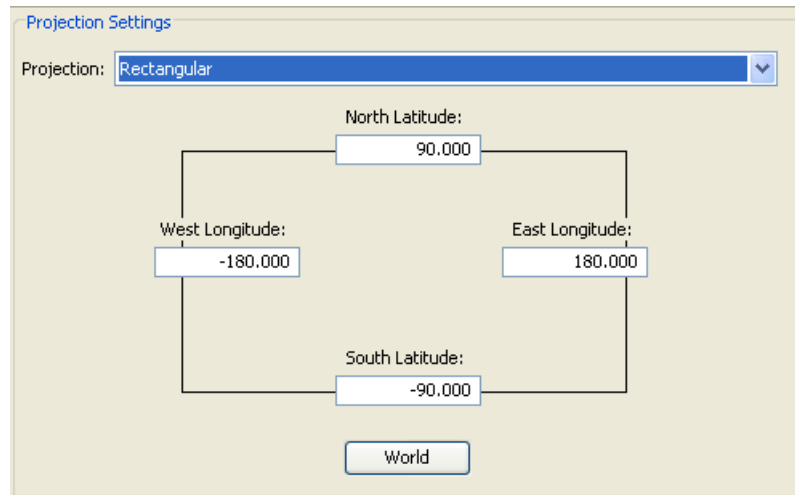 Projection Settings
Projection: Rectangular
North Latitude:
90.000
West Longitude: East Longitude:
-180.000 180.000
South Latitude:
-90.000
World